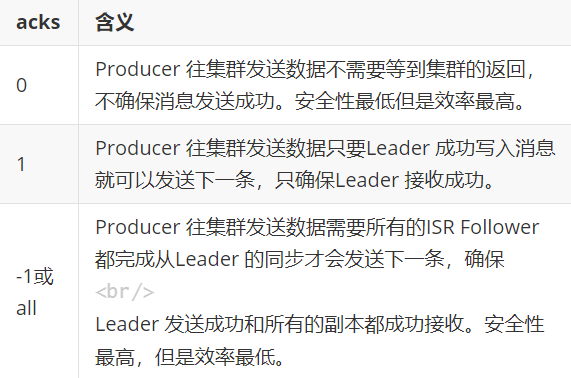 acks 含义
0
Producer 往集群发送数据不需要等到集群的返回，
不确保消息发送成功。安全性最低但是效率最高。
1
Producer 往集群发送数据只要Leader 成功写入消息
就可以发送下一条，只确保Leader 接收成功。
-1或
all
Producer 往集群发送数据需要所有的ISR Follower
都完成从Leader 的同步才会发送下一条，确保
<br/>
Leader 发送成功和所有的副本都成功接收。安全性
最高，但是效率最低。